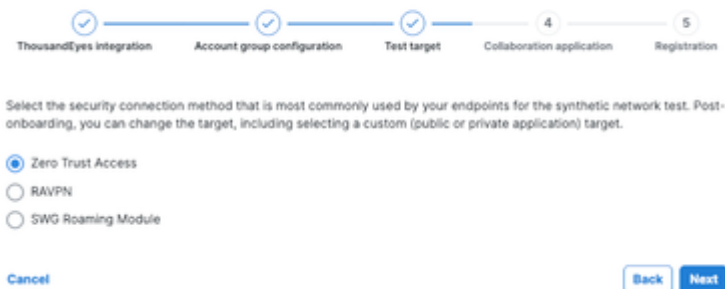 4
5
ThousandEyes integration
Account group configuration
Test target
Collaboration application
Registration
Select the security connection method that is most commonly used by your endpoints for the synthetic network test. Post-
onboarding, you can change the target, including selecting a custom (public or private application) target.
Zero Trust Access
RAVPN
SWG Roaming Module
Cancel
Back
Next